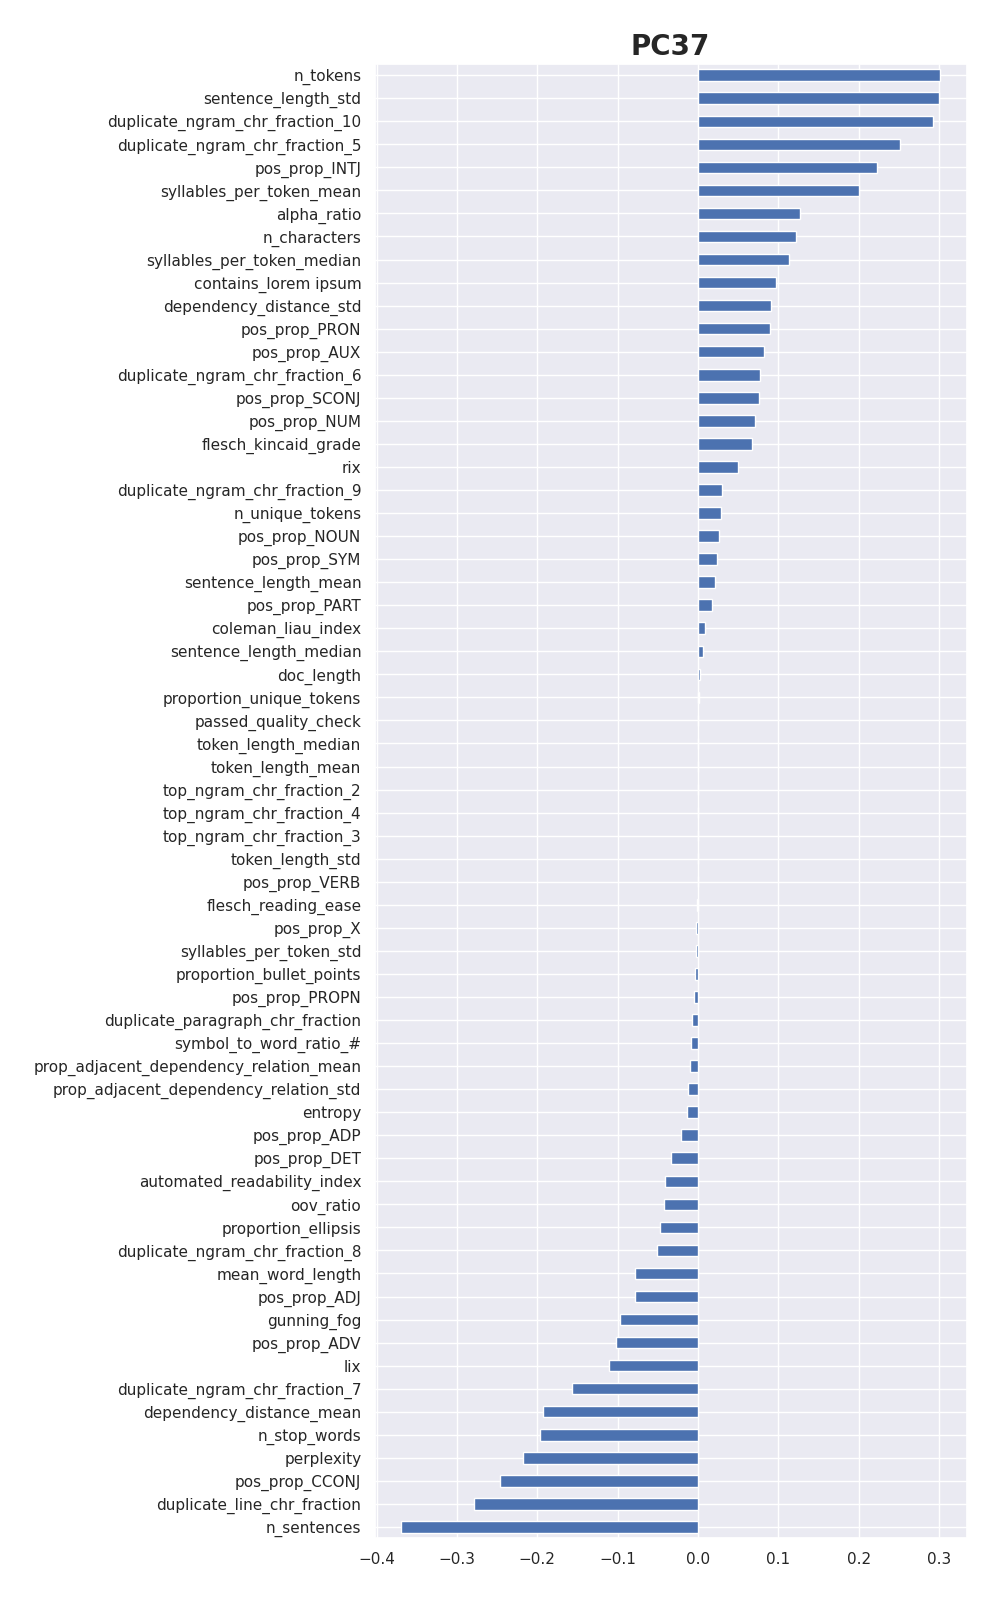 PC37
n_tokens
sentence_length_std
duplicate_ngram_chr_fraction_10
duplicate_ngram_chr_fraction_5
pos_prop_INTJ
syllables_per_token_mean
alpha_ratio
n_characters
syllables_per_token_median
contains_lorem ipsum
dependency_distance_std
pos_prop_PRON
pos_prop_AUX
duplicate_ngram_chr_fraction_6
pos_prop_SCONJ
pos_prop_NUM
flesch_kincaid_grade
rix
duplicate_ngram_chr_fraction_9
n_unique_tokens
pos_prop_NOUN
pos_prop_SYM
sentence_length_mean
pos_prop_PART
coleman_liau_index
sentence_length_median
doc_length
proportion_unique_tokens
passed_quality_check
token_length_median
token_length_mean
top_ngram_chr_fraction_2
top_ngram_chr_fraction_4
top_ngram_chr_fraction_3
token_length_std
pos_prop_VERB
flesch_reading_ease
pos_prop_X
syllables_per_token_std
proportion_bullet_points
pos_prop_PROPN
duplicate_paragraph_chr_fraction
symbol_to_word_ratio_#
prop_adjacent_dependency_relation_mean
prop_adjacent_dependency_relation_std
entropy
pos_prop_ADP
pos_prop_DET
automated_readability_index
oov_ratio
proportion_ellipsis
duplicate_ngram_chr_fraction_8
mean_word_length
pos_prop_ADJ
gunning_fog
pos_prop_ADV
lix
duplicate_ngram_chr_fraction_7
dependency_distance_mean
n_stop_words
perplexity
pos_prop_CCONJ
duplicate_line_chr_fraction
n_sentences
−0.4 −0.3 −0.2 −0.1 0.0 0.1 0.2 0.3